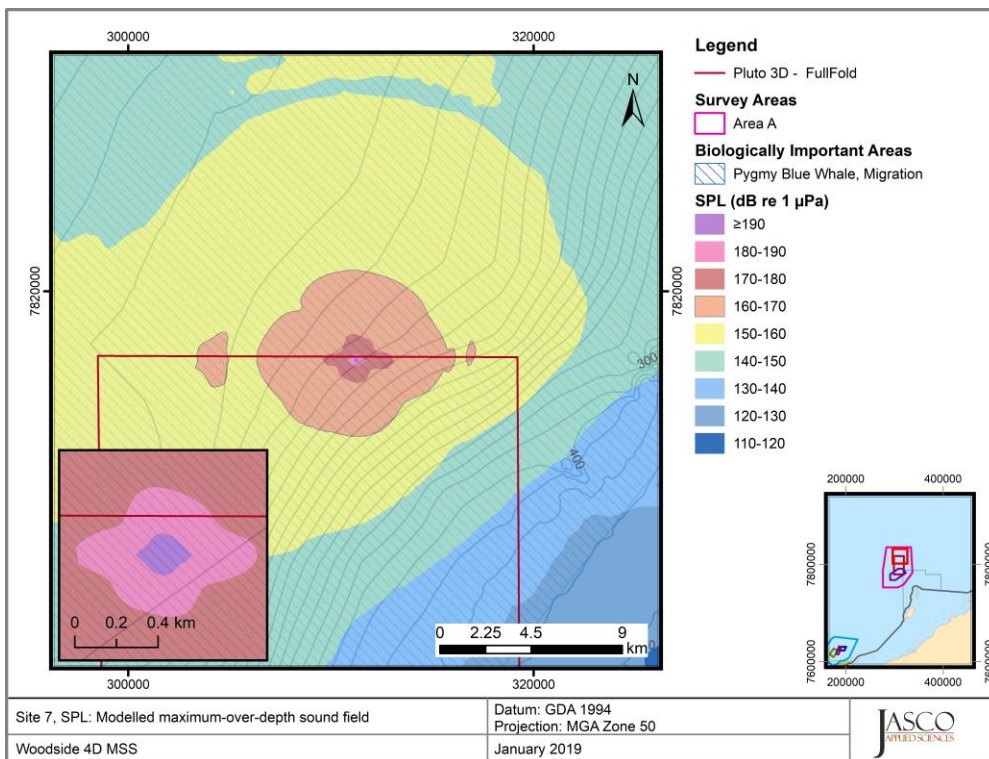 300000
320000
7820000
7820000
N
300
400
0 0.2 0.4 km
0 2.25 4.5 9
km
300000
320000
Legend
Pluto 3D - FullFold
Survey Areas
Area A
Biologically Important Areas
Pygmy Blue Whale, Migration
SPL (dB re 1 µPa)
≥190
180-190
170-180
160-170
150-160
140-150
130-140
120-130
110-120
200000 400000
7800000
7800000
7600000
7600000
200000 400000
Site 7, SPL: Modelled maximum-over-depth sound field
Datum: GDA 1994
Projection: MGA Zone 50
Woodside 4D MSS
January 2019
JASCO
APPLIED SCIENCES